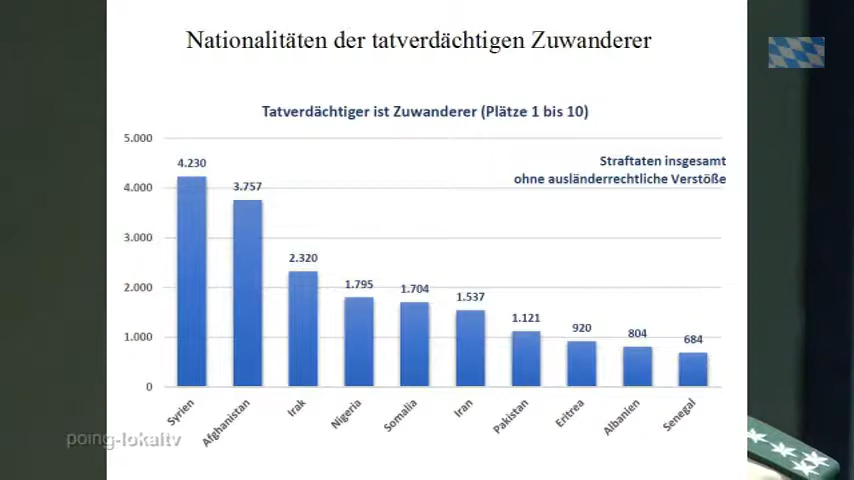 Nationalitäten der tatverdächtigen Zuwanderer
Tatverdächtiger ist Zuwanderer (Plätze 1 bis 10)
Straftaten insgesamt
ohne ausländerrechtliche Verstöße
5.000
4.000
3.000
2.000
1.000
0
4.230
3.757
2.320
1.795
1.704
1.537
1.121
920
804
684
Syrien
Afghanistan
Irak
Nigeria
Somalia
Iran
Pakistan
Eritrea
Albanien
Senegal
poing-lokaltv